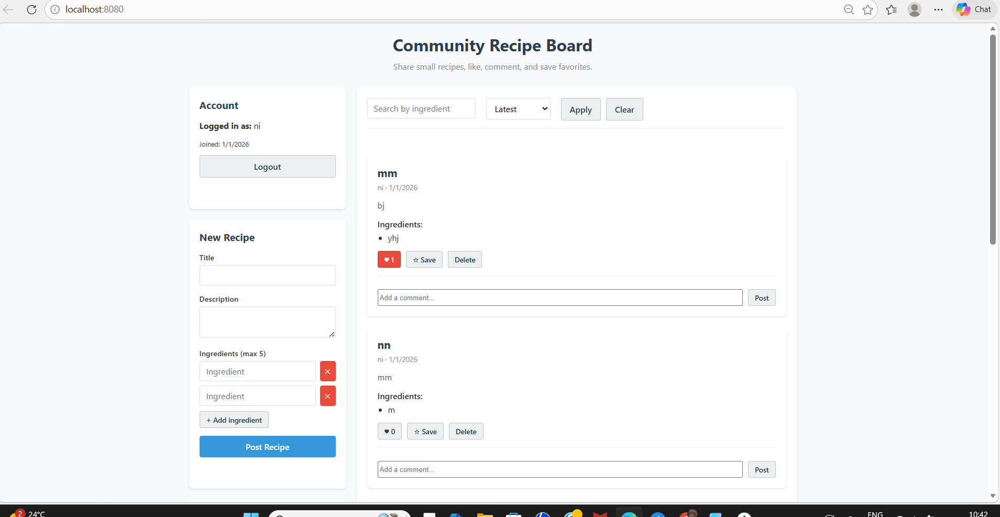 localhost:8080
Chat
Community Recipe Board
Share small recipes, like, comment, and save favorites.
Account
Logged in as: ni
Joined: 1/1/2026
Logout
New Recipe
Title
Description
Ingredients (max 5)
Ingredient
×
Ingredient
×
+ Add ingredient
Post Recipe
Search by ingredient
Latest
Apply
Clear
mm
ni · 1/1/2026
bj
Ingredients:
• yhj
♥ 1
☆ Save
Delete
Add a comment...
Post
nn
ni · 1/1/2026
mm
Ingredients:
• m
♥ 0
☆ Save
Delete
Add a comment...
Post
2
24°C
ENG
10:42